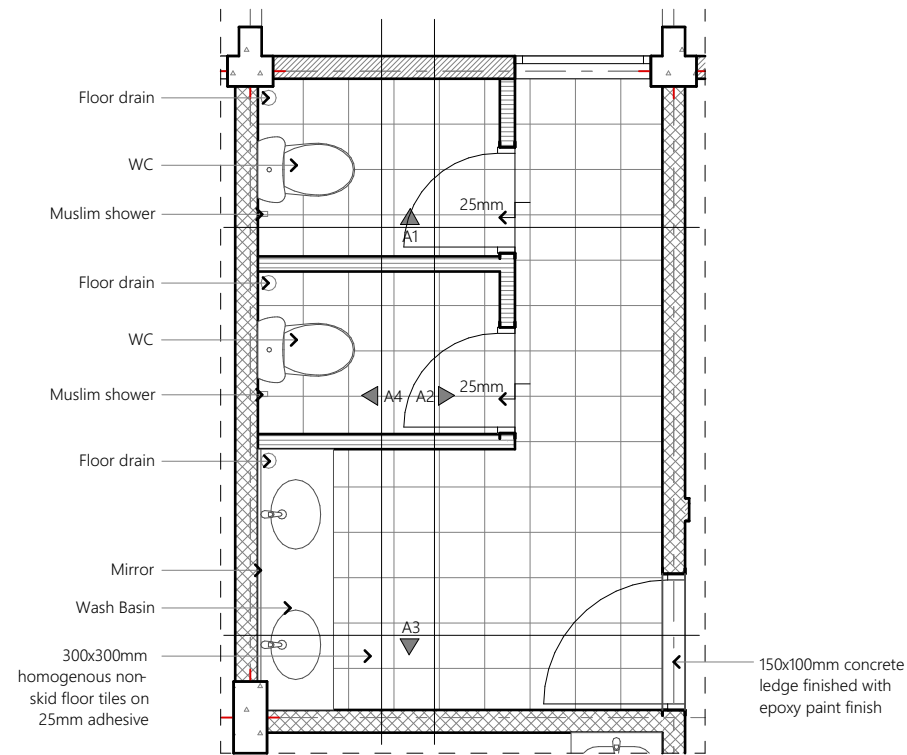 Floor drain
WC
Muslim shower
25mm
A1
Floor drain
WC
Muslim shower
25mm
A4
A2
Floor drain
Mirror
Wash Basin
A3
300x300mm
homogenous non-
skid floor tiles on
25mm adhesive
150x100mm concrete
ledge finished with
epoxy paint finish